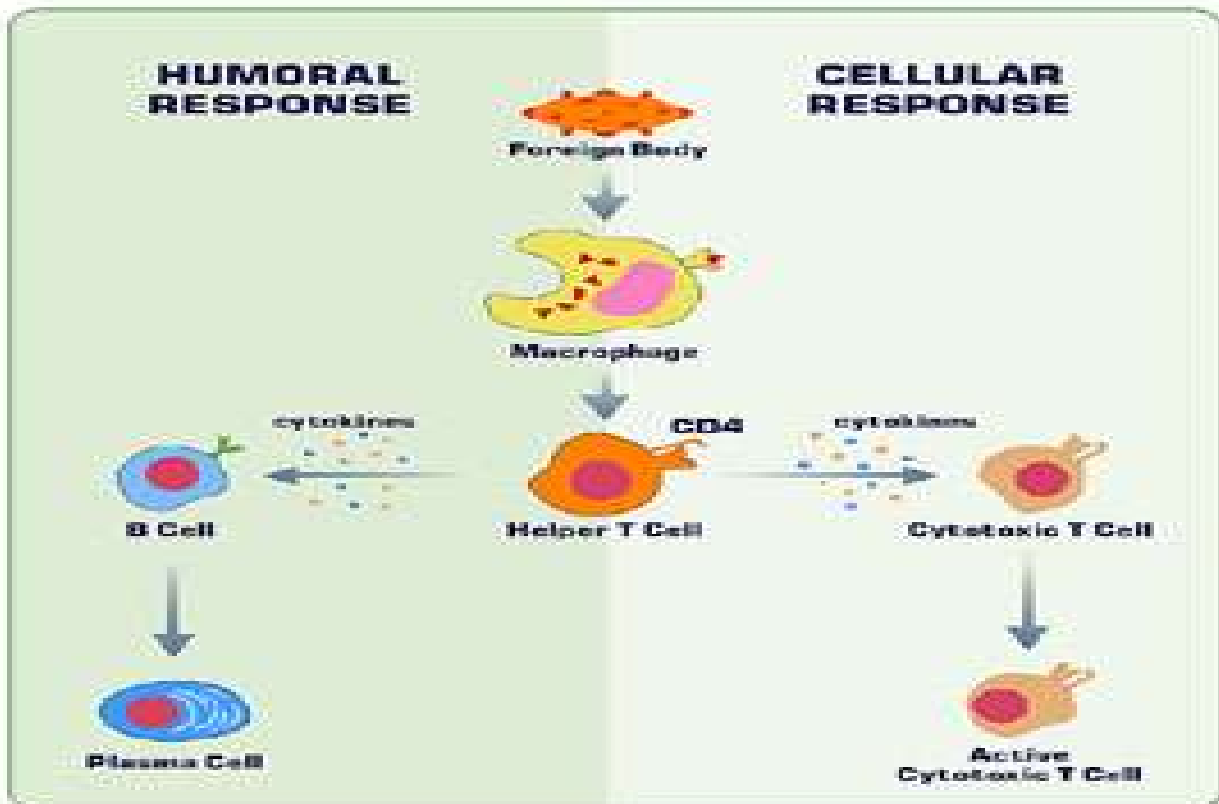 HUMORAL
RESPONSE
CELLULAR
RESPONSE
Foreign Body
Macrophage
cytokines
CD4
cytokines
B Cell
Helper T Cell
Cytotoxic T Cell
Plasma Cell
Active
Cytotoxic T Cell